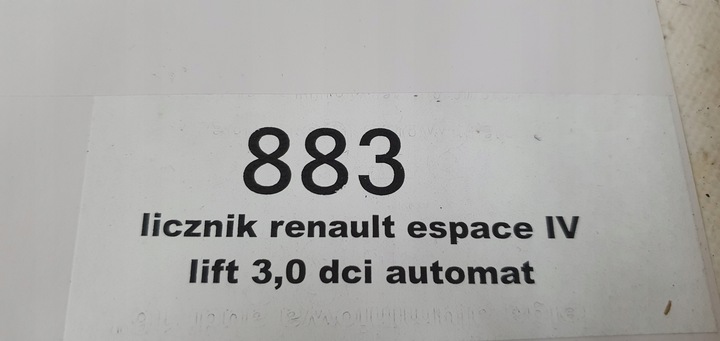 883
licznik renault espace IV
lift 3,0 dci automat